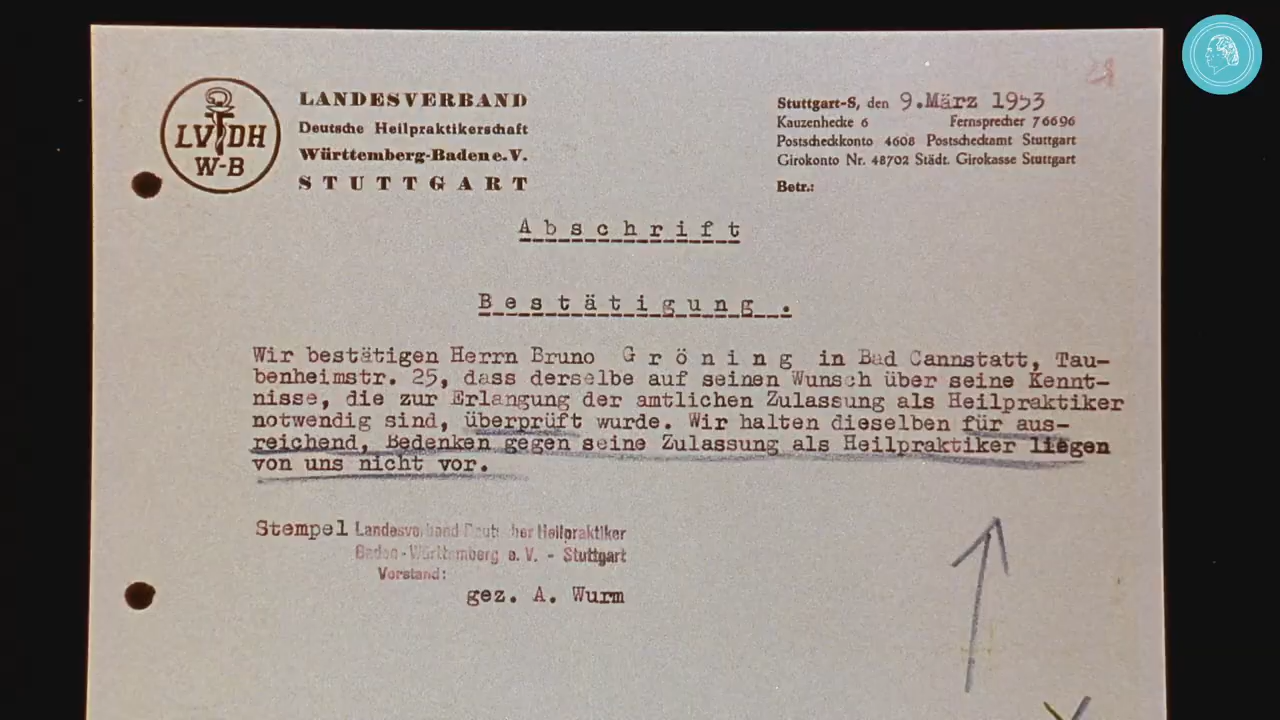 LVDH
W-B
LANDESVERBAND
Deutsche Heilpraktikerschaft
Württemberg-Baden e.V.
STUTTGART
Stuttgart-S, den 9.März 1953
Kauzenhecke 6 Fernsprecher 76696
Postscheckkonto 4608 Postscheckamt Stuttgart
Girokonto Nr. 48702 Städt. Girokasse Stuttgart
Betr.:
Abschrift
Bestätigung.
Wir bestätigen Herrn Bruno Gröning in Bad Cannstatt, Tau-
benheimstr. 25, dass derselbe auf seinen Wunsch über seine Kennt-
nisse, die zur Erlangung der amtlichen Zulassung als Heilpraktiker
notwendig sind, überprüft wurde. Wir halten dieselben für aus-
reichend, Bedenken gegen seine Zulassung als Heilpraktiker liegen
von uns nicht vor.
Stempel Landesverband Deutscher Heilpraktiker
Baden-Württemberg e. V. - Stuttgart
Vorstand:
gez. A. Wurm